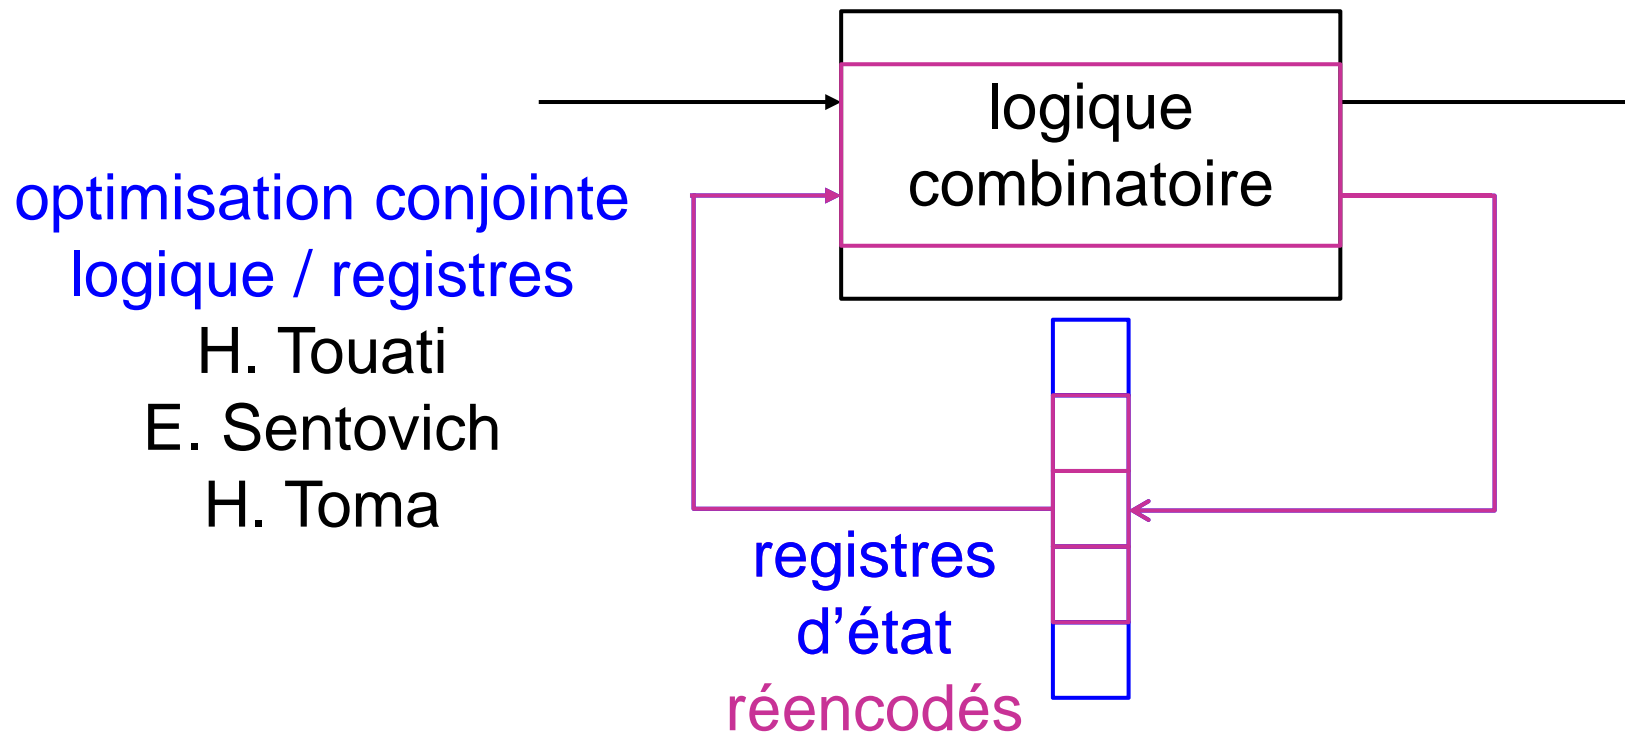 logique
combinatoire
optimisation conjointe
logique / registres
H. Touati
E. Sentovich
H. Toma
registres
d’état
réencodés